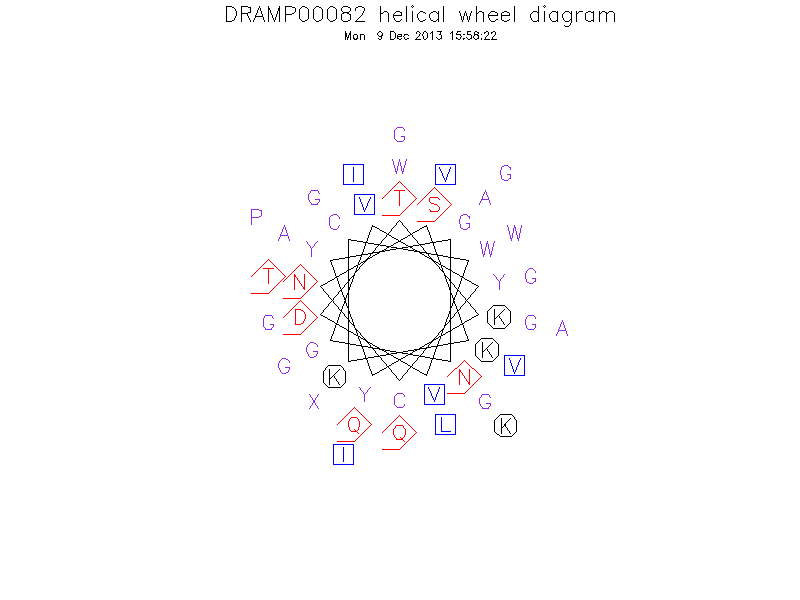 DRAMP00082 helical wheel diagram
Mon 9 Dec 2013 15:58:22
G
W
I V G
G T A
V S
P C G W
A Y W
T N Y G
G D K G A
G G K V
K N
X Y C V G
Q Q L K
I